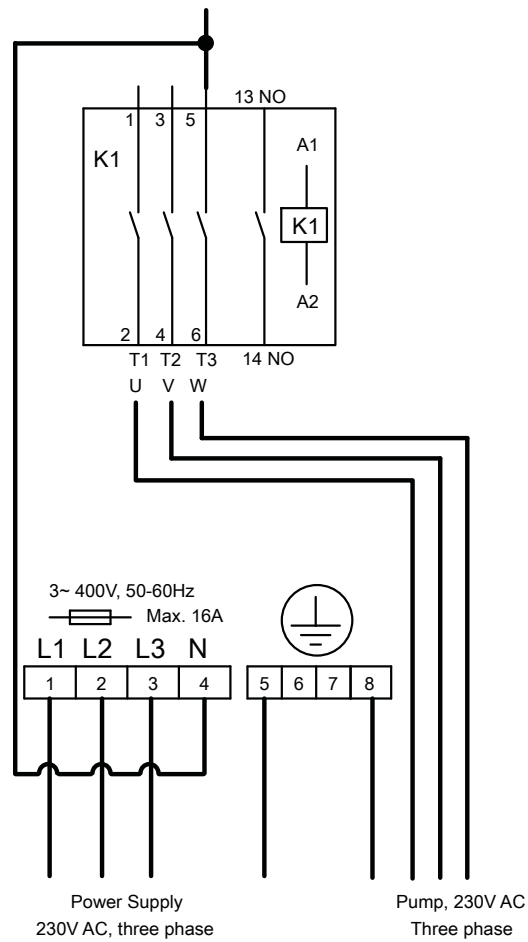 13 NO
1 3 5
K1
A1
K1
A2
2 4 6
T1 T2 T3 14 NO
U V W
3~ 400V, 50-60Hz
Max. 16A
L1 L2 L3 N
1 2 3 4 5 6 7 8
Power Supply
230V AC, three phase
Pump, 230V AC
Three phase